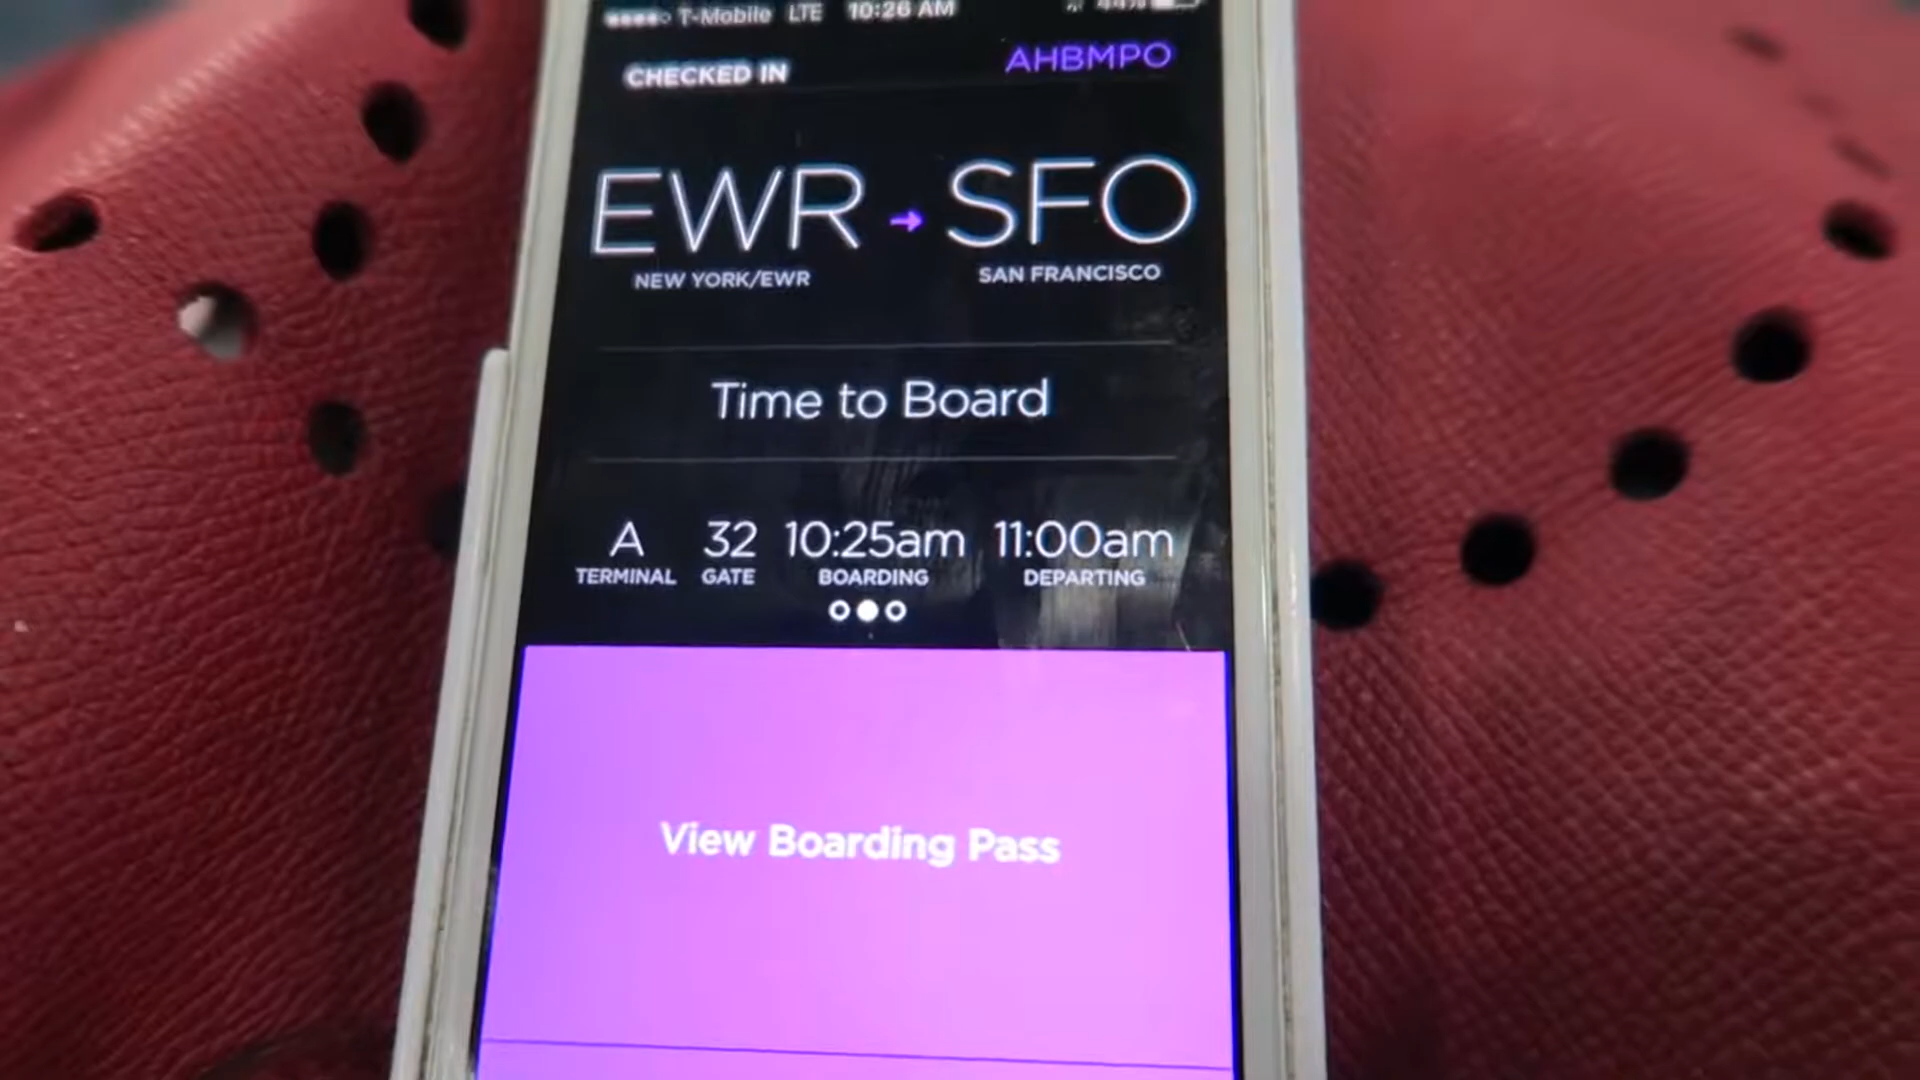 T-Mobile LTE 10:26 AM 44%
CHECKED IN AHBMPO
EWR → SFO
NEW YORK/EWR SAN FRANCISCO
Time to Board
A 32 10:25am 11:00am
TERMINAL GATE BOARDING DEPARTING
View Boarding Pass